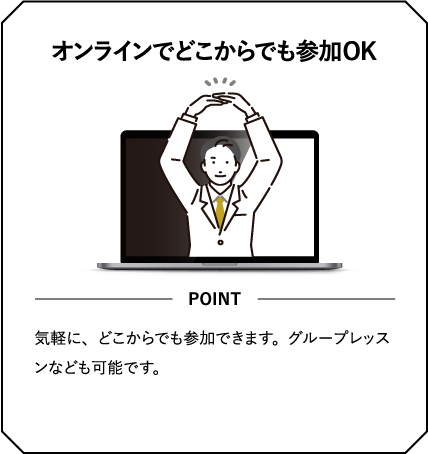 オンラインでどこからでも参加OK
POINT
気軽に、どこからでも参加できます。グループレッス
ンなども可能です。